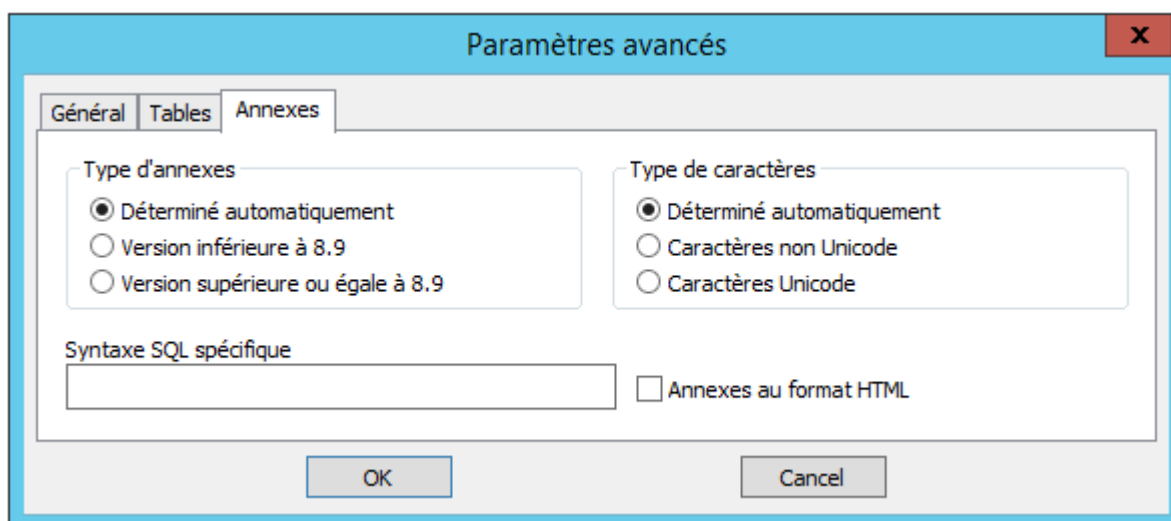 Paramètres avancés
x
Général Tables Annexes
Type d'annexes
Déterminé automatiquement
Version inférieure à 8.9
Version supérieure ou égale à 8.9
Type de caractères
Déterminé automatiquement
Caractères non Unicode
Caractères Unicode
Syntaxe SQL spécifique
Annexes au format HTML
OK Cancel